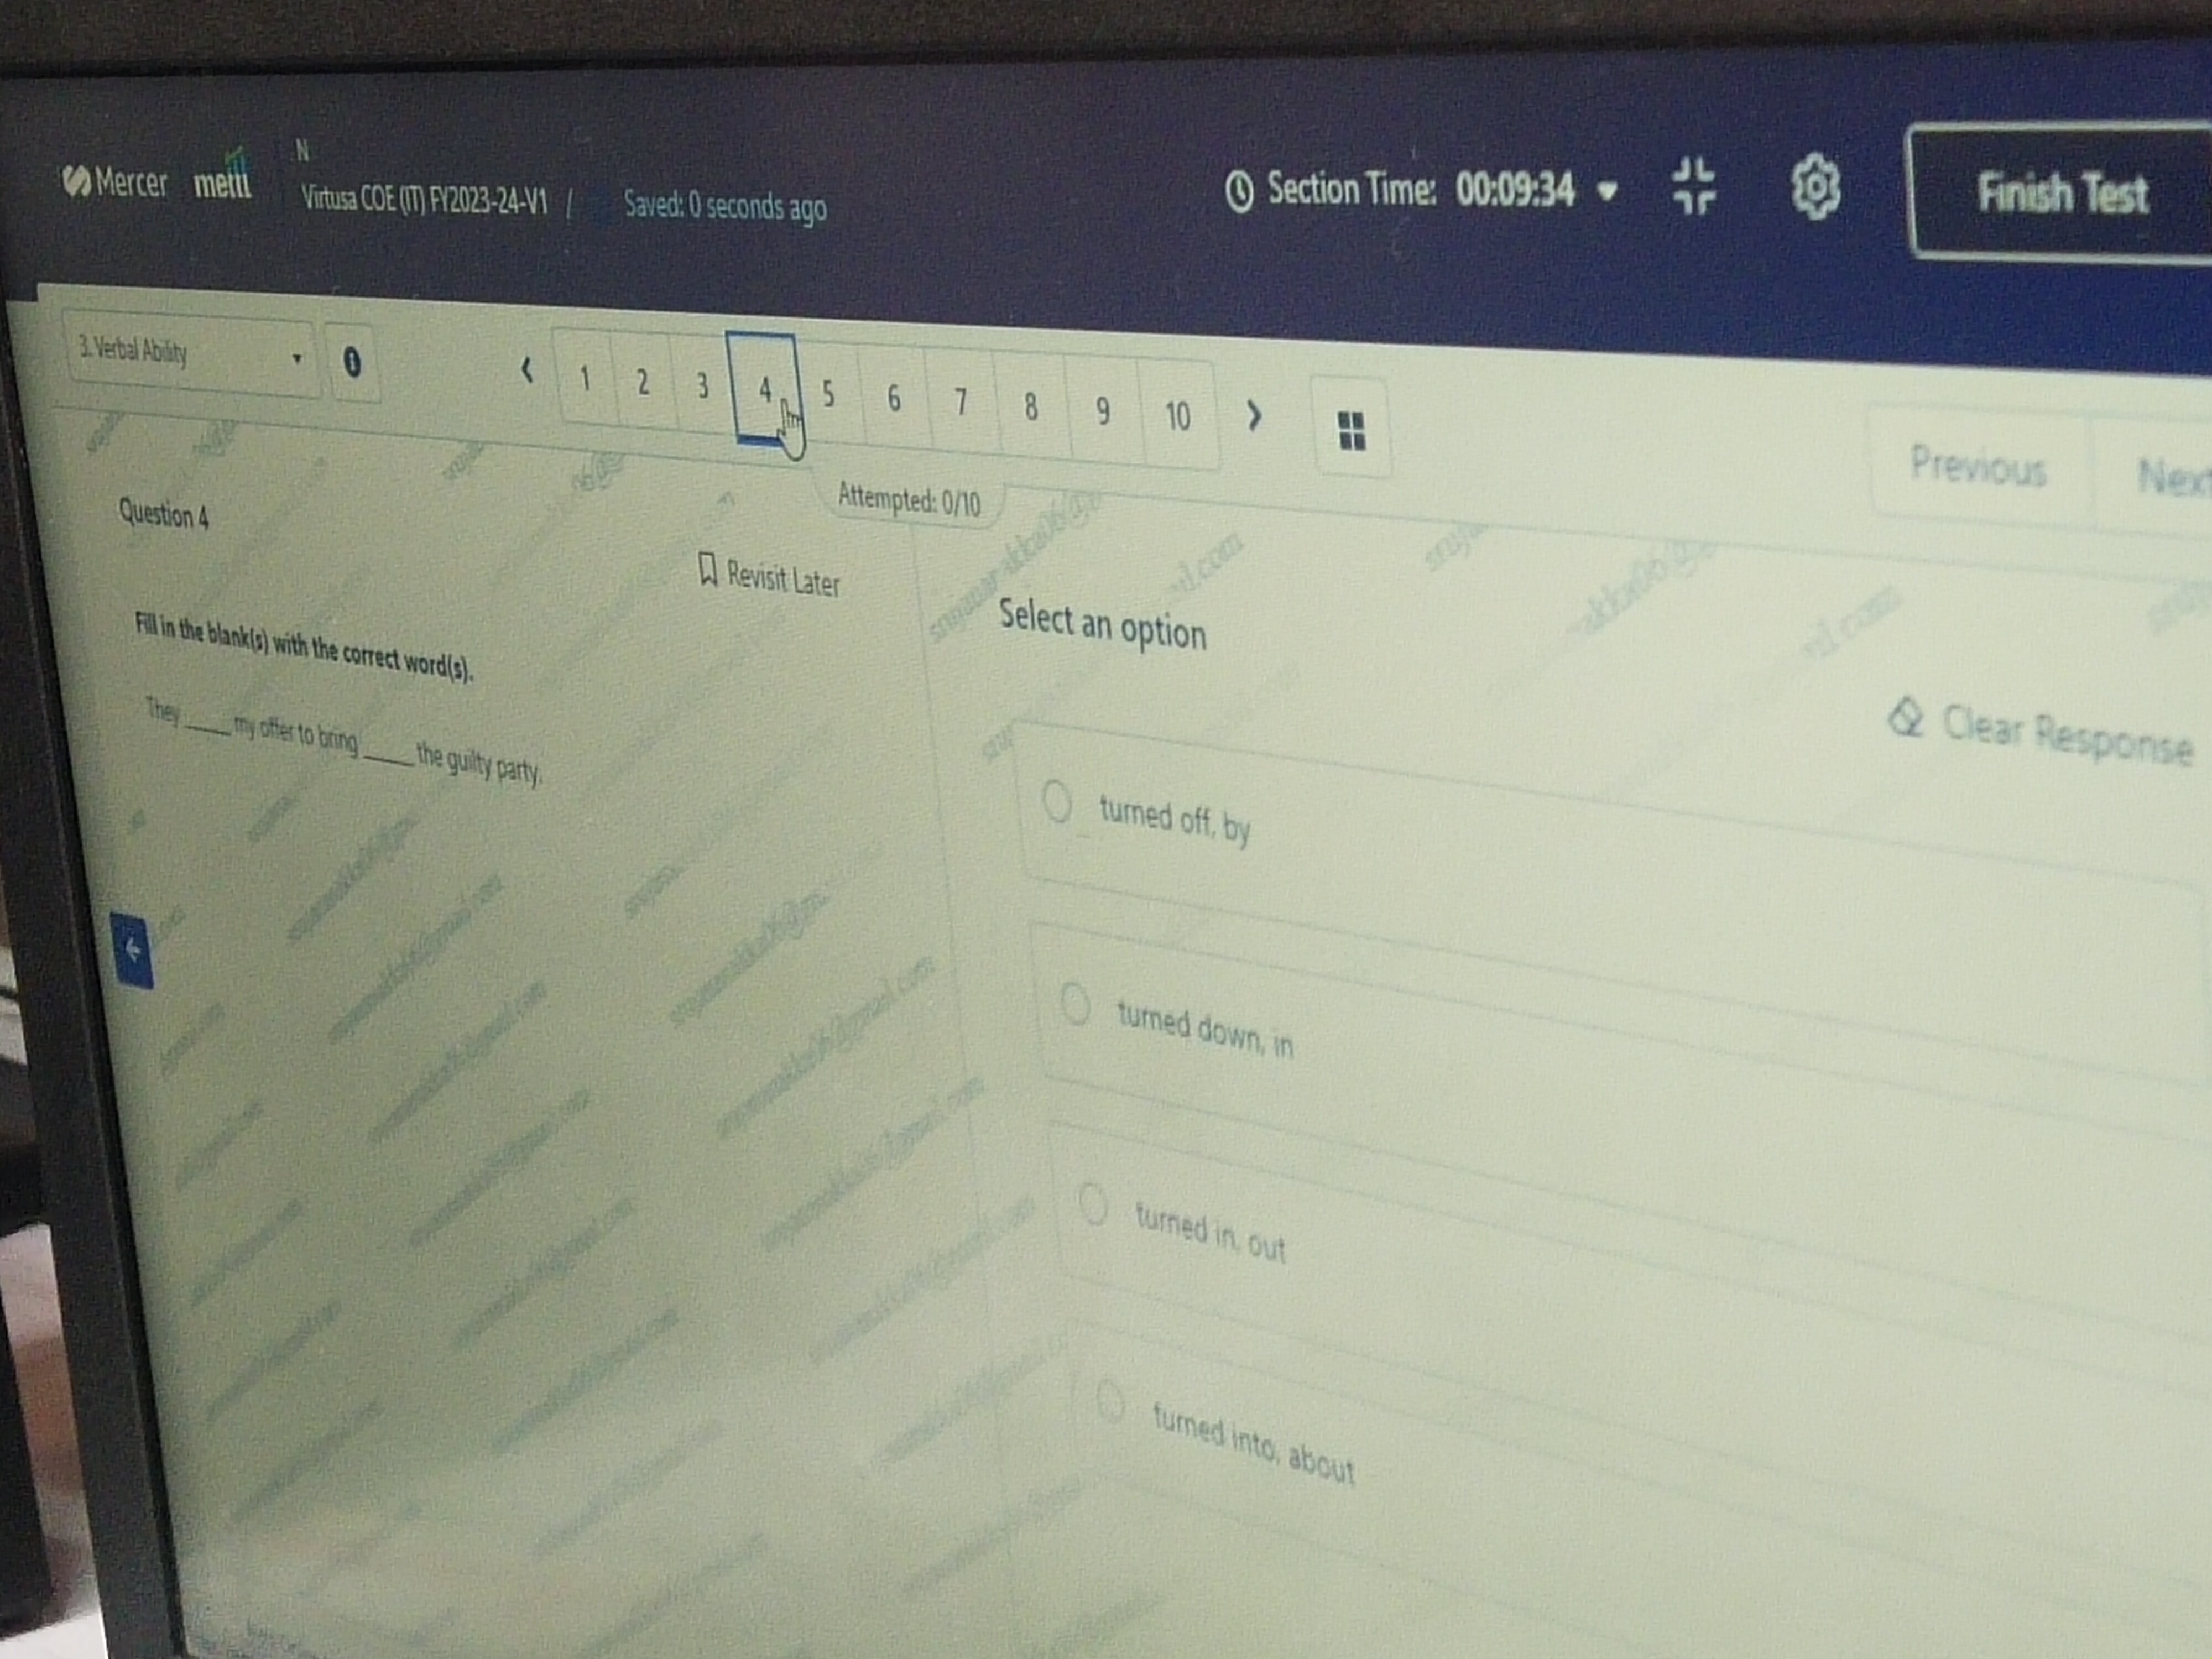 Mercer mettl
N
Virtusa COE (IT) FY2023-24-V1 / Saved: 0 seconds ago
Section Time: 00:09:34
Finish Test
3. Verbal Ability
1 2 3 4 5 6 7 8 9 10
Previous
Next
Attempted: 0/10
Question 4
Revisit Later
Fill in the blank(s) with the correct word(s).
They _____ my offer to bring _____ the guilty party.
Select an option
Clear Response
turned off, by
turned down, in
turned in, out
turned into, about